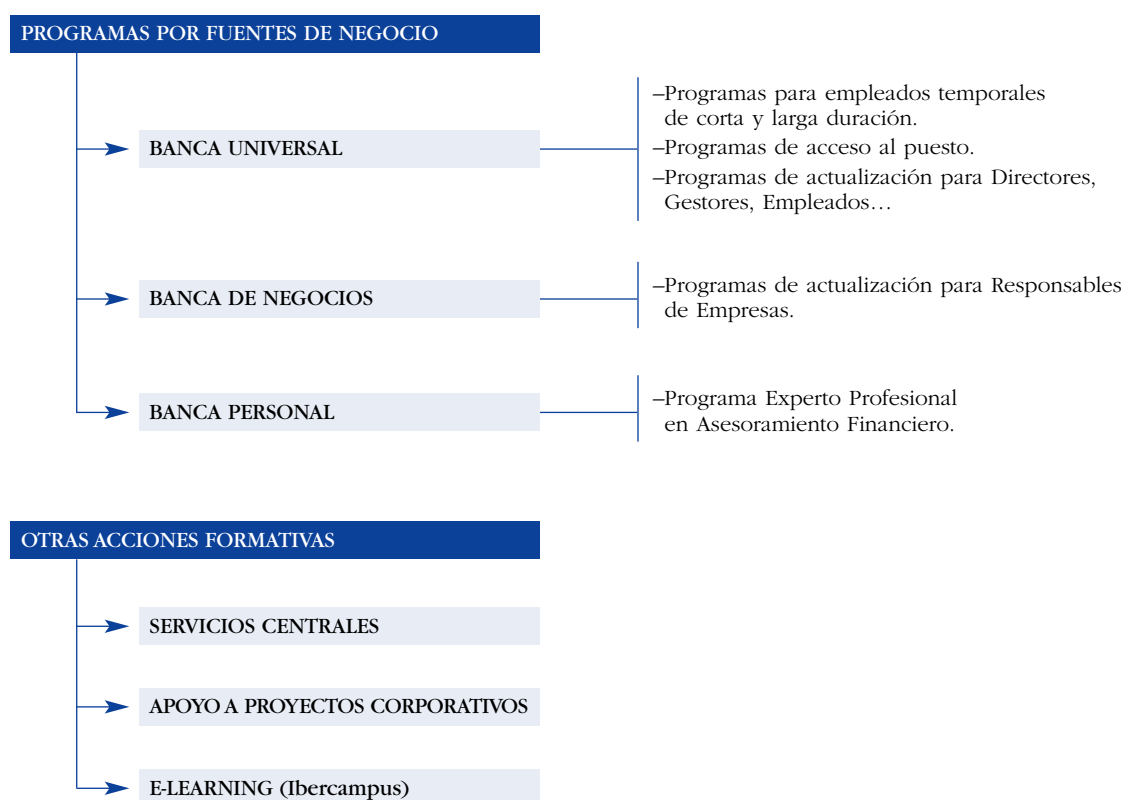 PROGRAMAS POR FUENTES DE NEGOCIO
BANCA UNIVERSAL
–Programas para empleados temporales
de corta y larga duración.
–Programas de acceso al puesto.
–Programas de actualización para Directores,
Gestores, Empleados…
BANCA DE NEGOCIOS
–Programas de actualización para Responsables
de Empresas.
BANCA PERSONAL
–Programa Experto Profesional
en Asesoramiento Financiero.
OTRAS ACCIONES FORMATIVAS
SERVICIOS CENTRALES
APOYO A PROYECTOS CORPORATIVOS
E-LEARNING (Ibercampus)